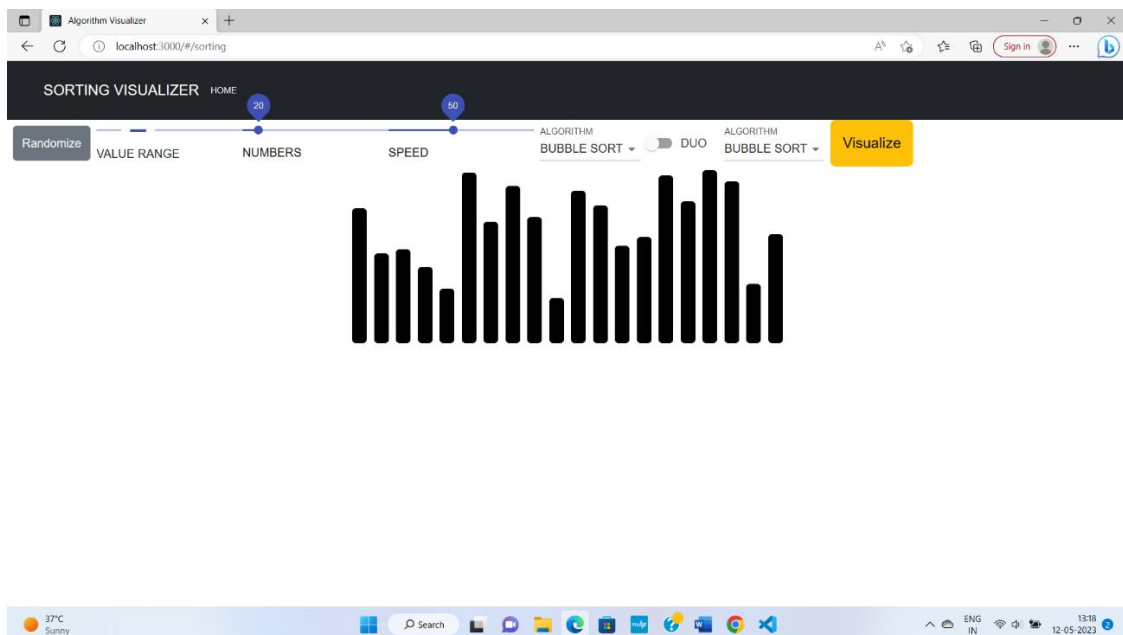 Algorithm Visualizer
localhost:3000/#/sorting
Sign in
SORTING VISUALIZER HOME
20 50
Randomize
VALUE RANGE
NUMBERS
SPEED
ALGORITHM
BUBBLE SORT
DUO
ALGORITHM
BUBBLE SORT
Visualize
37°C
Sunny
Search
ENG
IN
13:18
12-05-2023
2